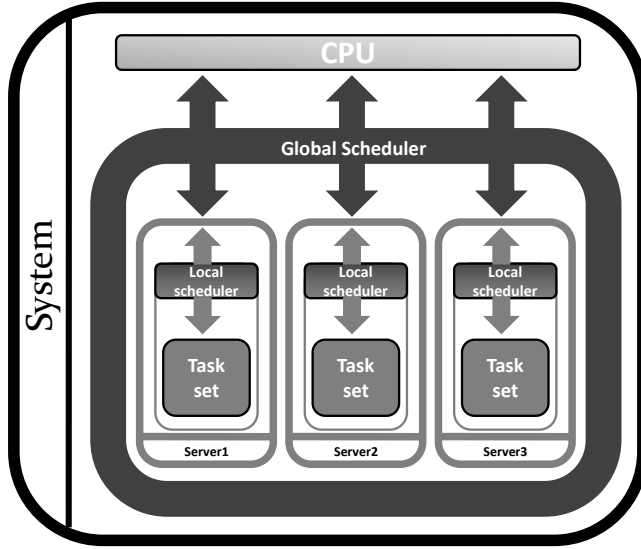 System
CPU
Global Scheduler
Local
scheduler
Task
set
Server1
Local
scheduler
Task
set
Server2
Local
scheduler
Task
set
Server3